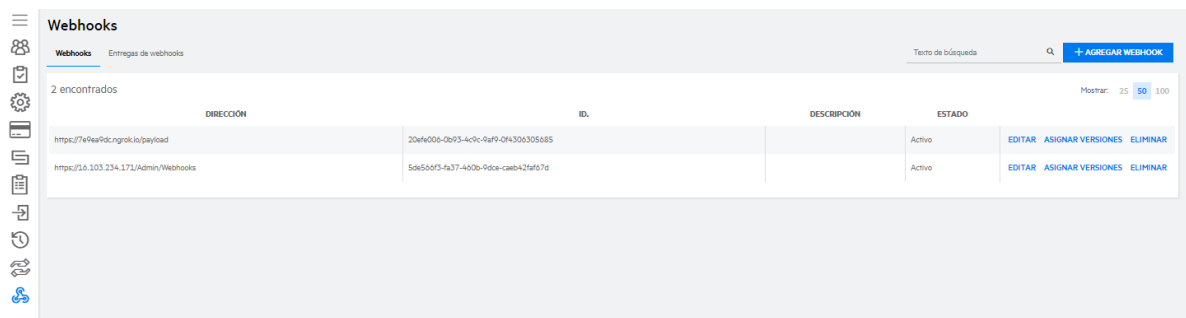 Webhooks
Webhooks Entregas de webhooks Texto de búsqueda + AGREGAR WEBHOOK
2 encontrados Mostrar: 25 50 100
DIRECCIÓN ID. DESCRIPCIÓN ESTADO
https://7e9ea9dc.ngrok.io/payload 20efe006-0b93-4c9c-9af9-0f4306305685 Activo EDITAR ASIGNAR VERSIONES ELIMINAR
https://16.103.234.171/Admin/Webhooks 5de566f3-fa37-460b-9dce-caeb42faf67d Activo EDITAR ASIGNAR VERSIONES ELIMINAR